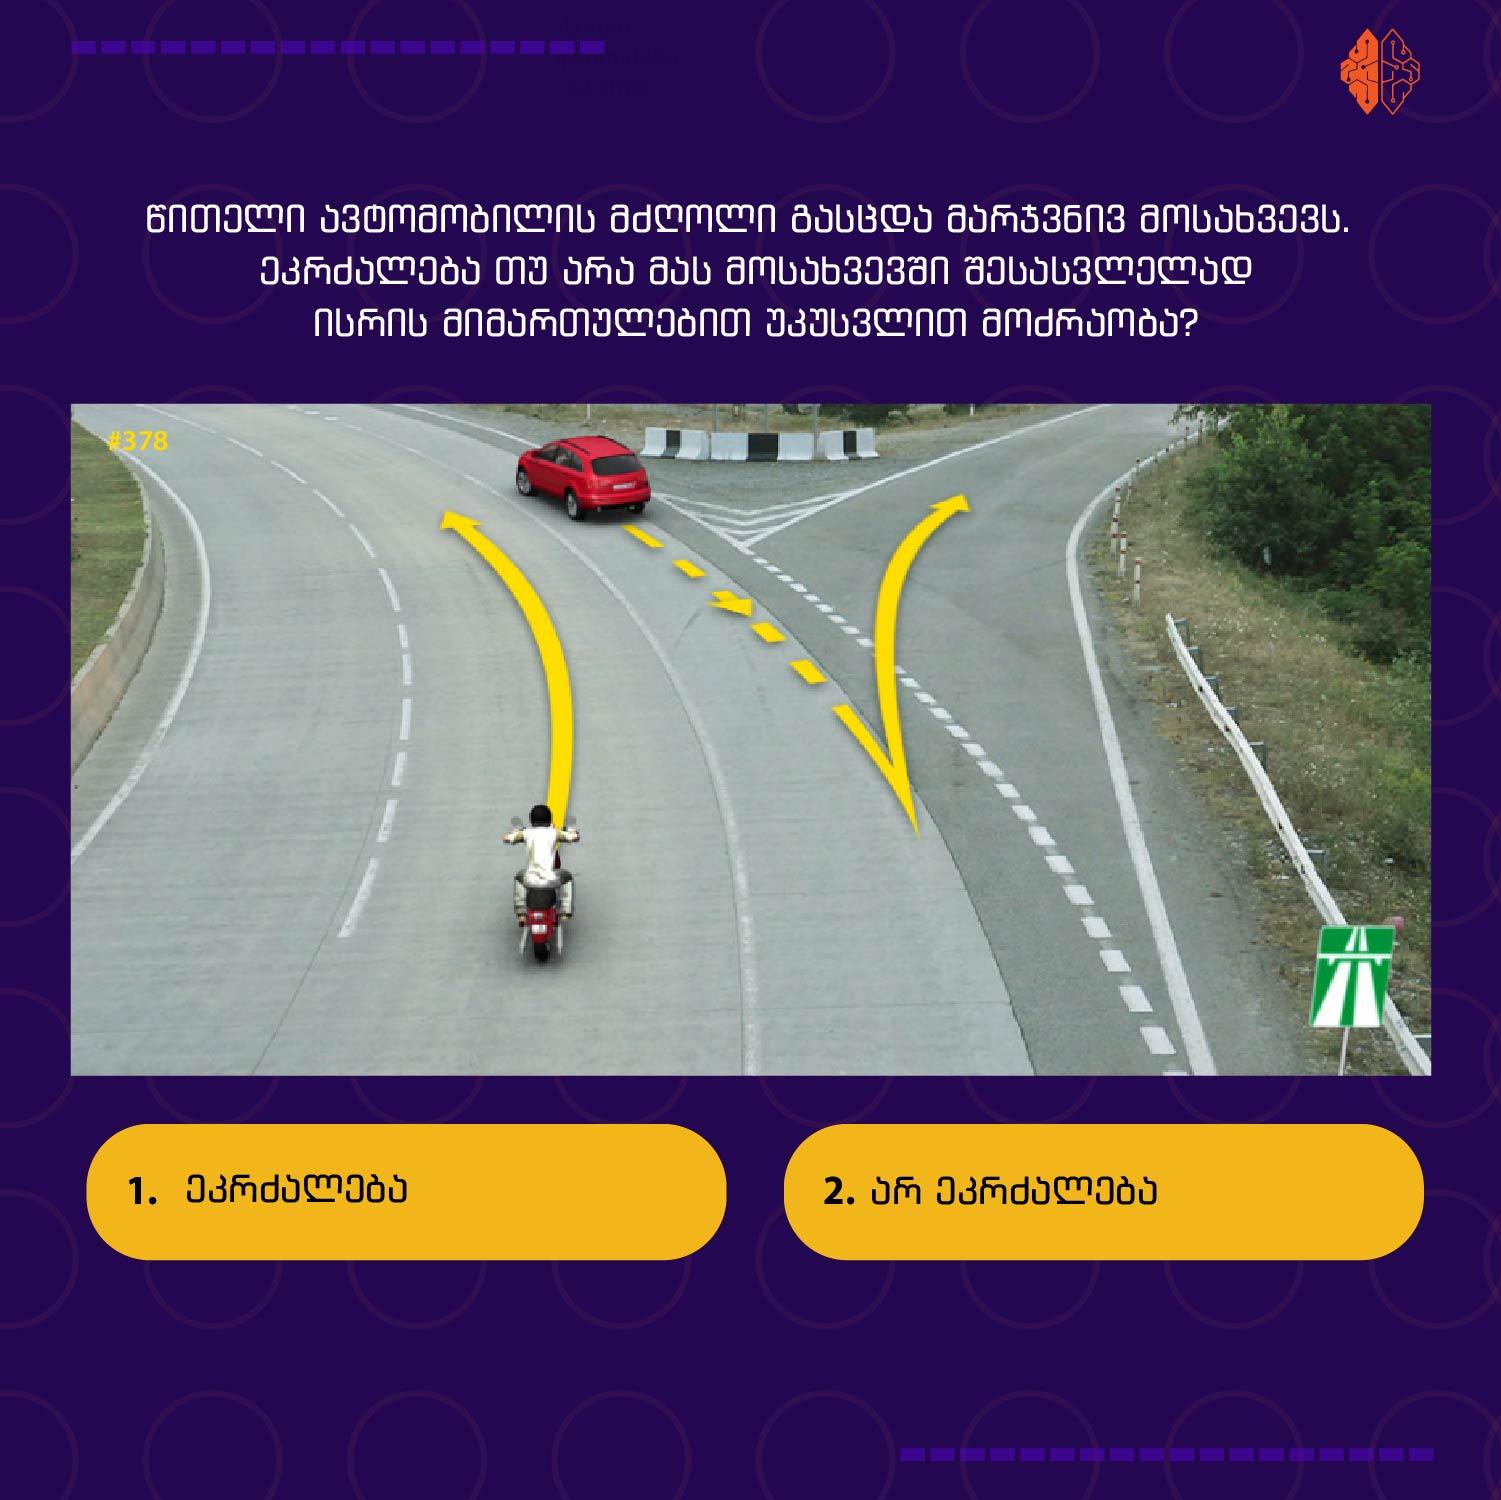 წითელი ავტომობილის მძღოლი გასცდა მარჯვნივ მოსახვევს.
ეკრძალება თუ არა მას მოსახვევში შესასვლელად
ისრის მიმართულებით უკუსვლით მოძრაობა?
#378
1. ეკრძალება
2. არ ეკრძალება